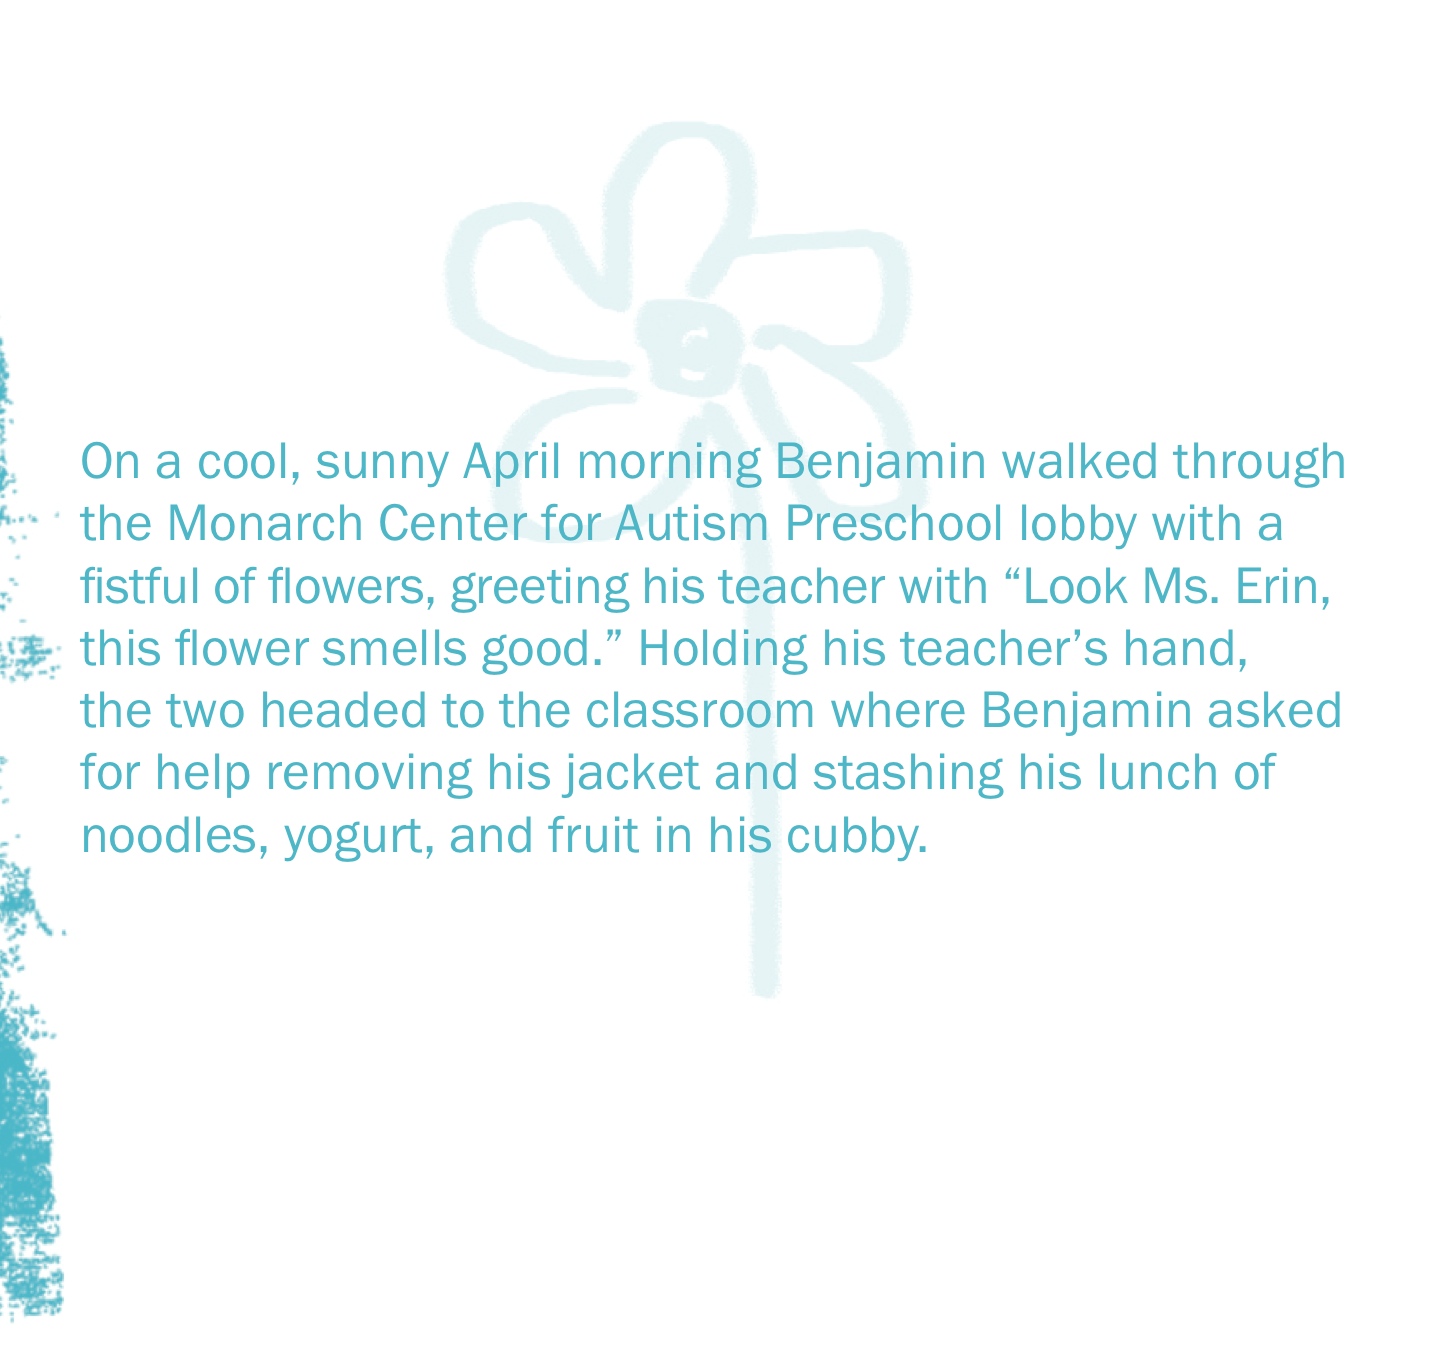 On a cool, sunny April morning Benjamin walked through
the Monarch Center for Autism Preschool lobby with a
fistful of flowers, greeting his teacher with “Look Ms. Erin,
this flower smells good.” Holding his teacher’s hand,
the two headed to the classroom where Benjamin asked
for help removing his jacket and stashing his lunch of
noodles, yogurt, and fruit in his cubby.